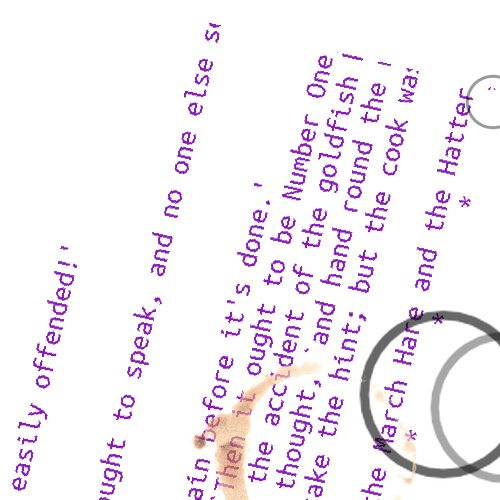 easily offended!'
ught to speak, and no one else
ain before it's done.'
`Then it ought to be Number One
the accident of the goldfish
thought, `and hand round the
ake the hint; but the cook was
he March Hare and the Hatter
* * *